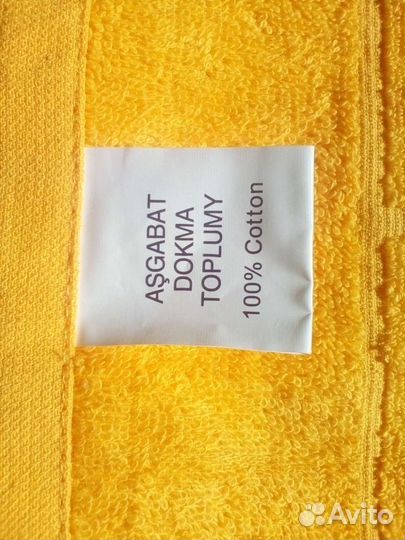 AŞGABAT
DOKMA
TOPLUMY
100% Cotton
Avito